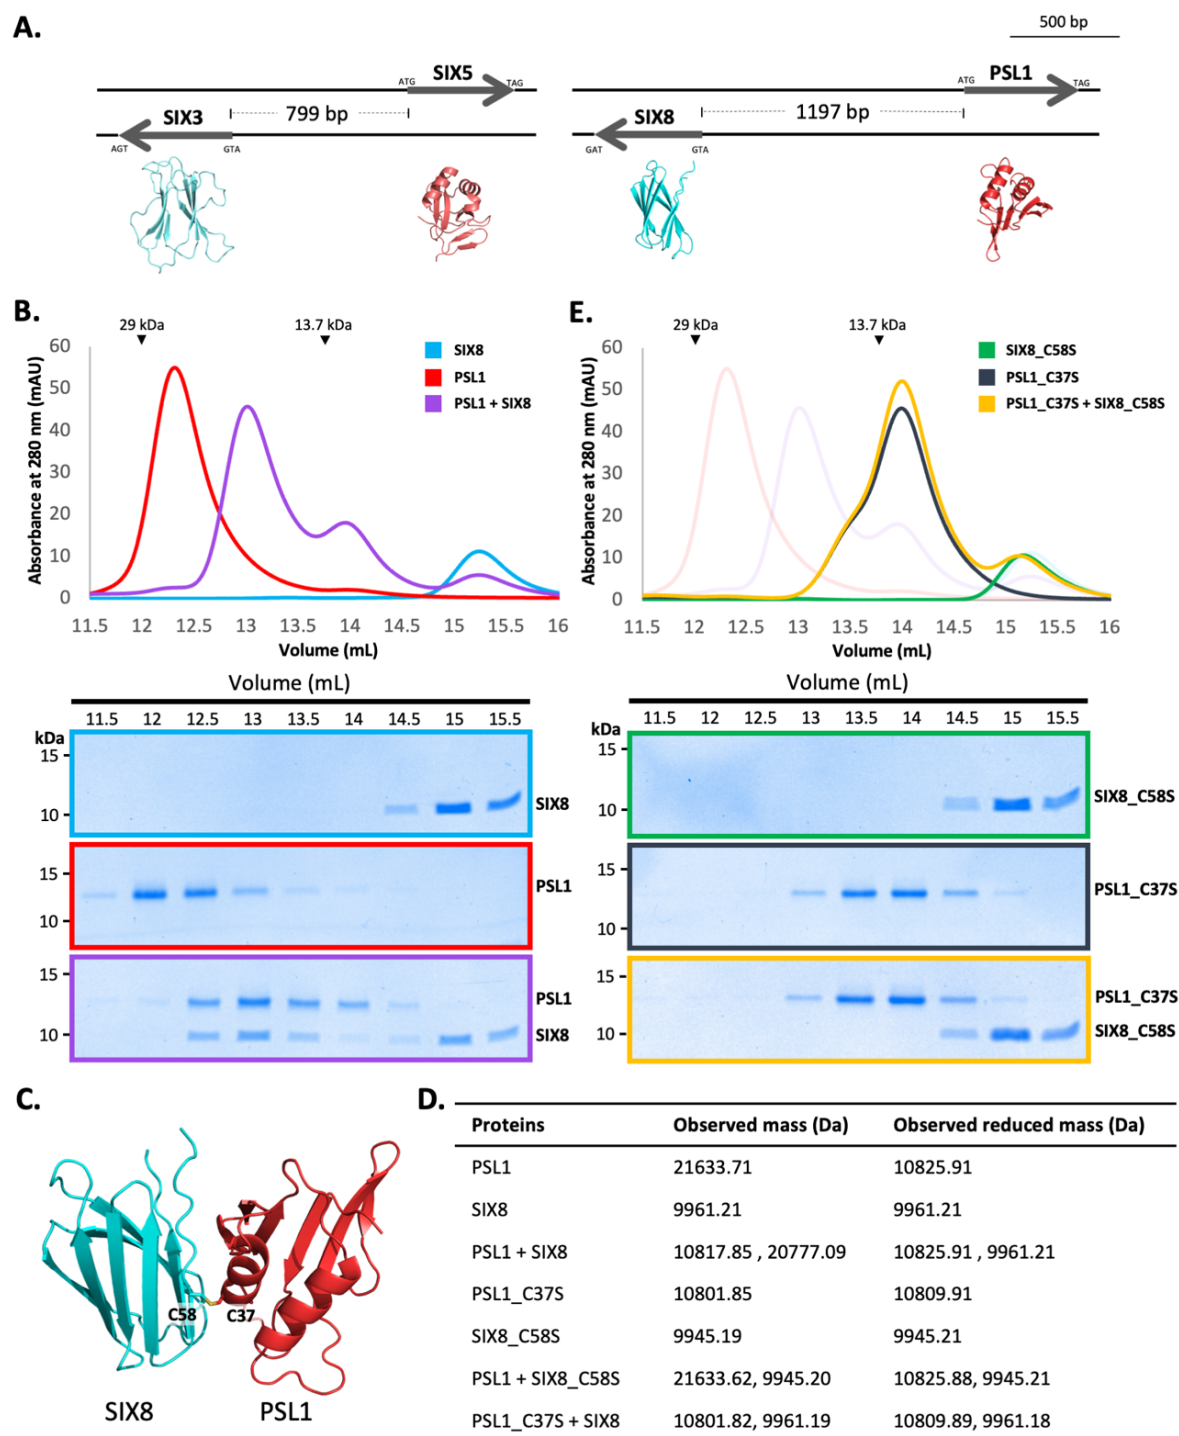 A.
500 bp
ATG SIX5 TAG
ATG PSL1 TAG
SIX3 799 bp
SIX8 1197 bp
AGT GTA
GAT GTA
B.
29 kDa 13.7 kDa
SIX8
PSL1
PSL1 + SIX8
Absorbance at 280 nm (mAU)
60
50
40
30
20
10
0
11.5 12 12.5 13 13.5 14 14.5 15 15.5 16
Volume (mL)
Volume (mL)
11.5 12 12.5 13 13.5 14 14.5 15 15.5
kDa
15
10
SIX8
15
10
PSL1
15
10
PSL1
SIX8
E.
29 kDa 13.7 kDa
SIX8_C58S
PSL1_C37S
PSL1_C37S + SIX8_C58S
Absorbance at 280 nm (mAU)
60
50
40
30
20
10
0
11.5 12 12.5 13 13.5 14 14.5 15 15.5 16
Volume (mL)
Volume (mL)
11.5 12 12.5 13 13.5 14 14.5 15 15.5
kDa
15
10
SIX8_C58S
15
10
PSL1_C37S
15
10
PSL1_C37S
SIX8_C58S
C.
C58 C37
SIX8 PSL1
D.
Proteins Observed mass (Da) Observed reduced mass (Da)
PSL1 21633.71 10825.91
SIX8 9961.21 9961.21
PSL1 + SIX8 10817.85 , 20777.09 10825.91 , 9961.21
PSL1_C37S 10801.85 10809.91
SIX8_C58S 9945.19 9945.21
PSL1 + SIX8_C58S 21633.62, 9945.20 10825.88, 9945.21
PSL1_C37S + SIX8 10801.82, 9961.19 10809.89, 9961.18